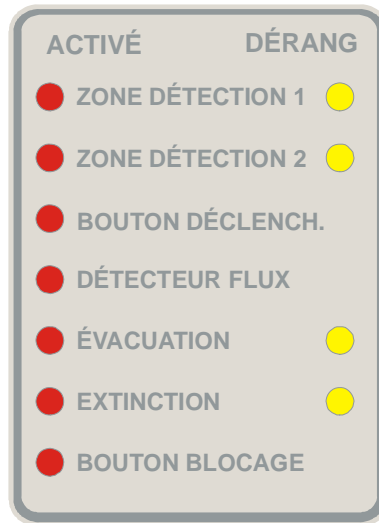 ACTIVÉ DÉRANG
ZONE DÉTECTION 1
ZONE DÉTECTION 2
BOUTON DÉCLENCH.
DÉTECTEUR FLUX
ÉVACUATION
EXTINCTION
BOUTON BLOCAGE